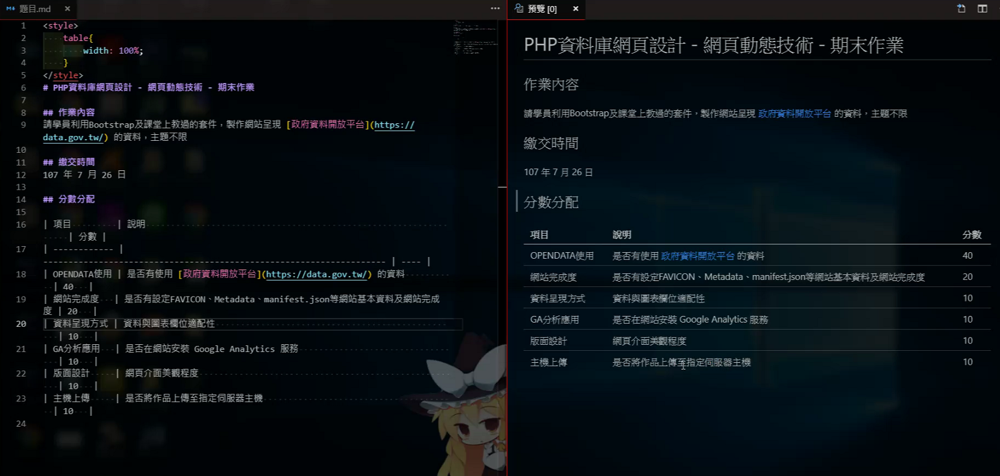 題目.md
1 <style>
2 table{
3 width: 100%;
4 }
5 </style>
6 # PHP資料庫網頁設計 - 網頁動態技術 - 期末作業
7
8 ## 作業內容
9 請學員利用Bootstrap及課堂上教過的套件，製作網站呈現 [政府資料開放平台](https://
data.gov.tw/) 的資料，主題不限
10
11 ## 繳交時間
12 107 年 7 月 26 日
13
14 ## 分數分配
15
16 | 項目 | 說明
| 分數 |
17 | ------------ |
------------------------------------------------------------------- | ---- |
18 | OPENDATA使用 | 是否有使用 [政府資料開放平台](https://data.gov.tw/) 的資料
| 40 |
19 | 網站完成度 | 是否有設定FAVICON、Metadata、manifest.json等網站基本資料及網站完成
度 | 20 |
20 | 資料呈現方式 | 資料與圖表欄位適配性
| 10 |
21 | GA分析應用 | 是否在網站安裝 Google Analytics 服務
| 10 |
22 | 版面設計 | 網頁介面美觀程度
| 10 |
23 | 主機上傳 | 是否將作品上傳至指定伺服器主機
| 10 |
24
預覽 [0]
PHP資料庫網頁設計 - 網頁動態技術 - 期末作業
作業內容
請學員利用Bootstrap及課堂上教過的套件，製作網站呈現 政府資料開放平台 的資料，主題不限
繳交時間
107 年 7 月 26 日
分數分配
項目 說明 分數
OPENDATA使用 是否有使用 政府資料開放平台 的資料 40
網站完成度 是否有設定FAVICON、Metadata、manifest.json等網站基本資料及網站完成度 20
資料呈現方式 資料與圖表欄位適配性 10
GA分析應用 是否在網站安裝 Google Analytics 服務 10
版面設計 網頁介面美觀程度 10
主機上傳 是否將作品上傳至指定伺服器主機 10